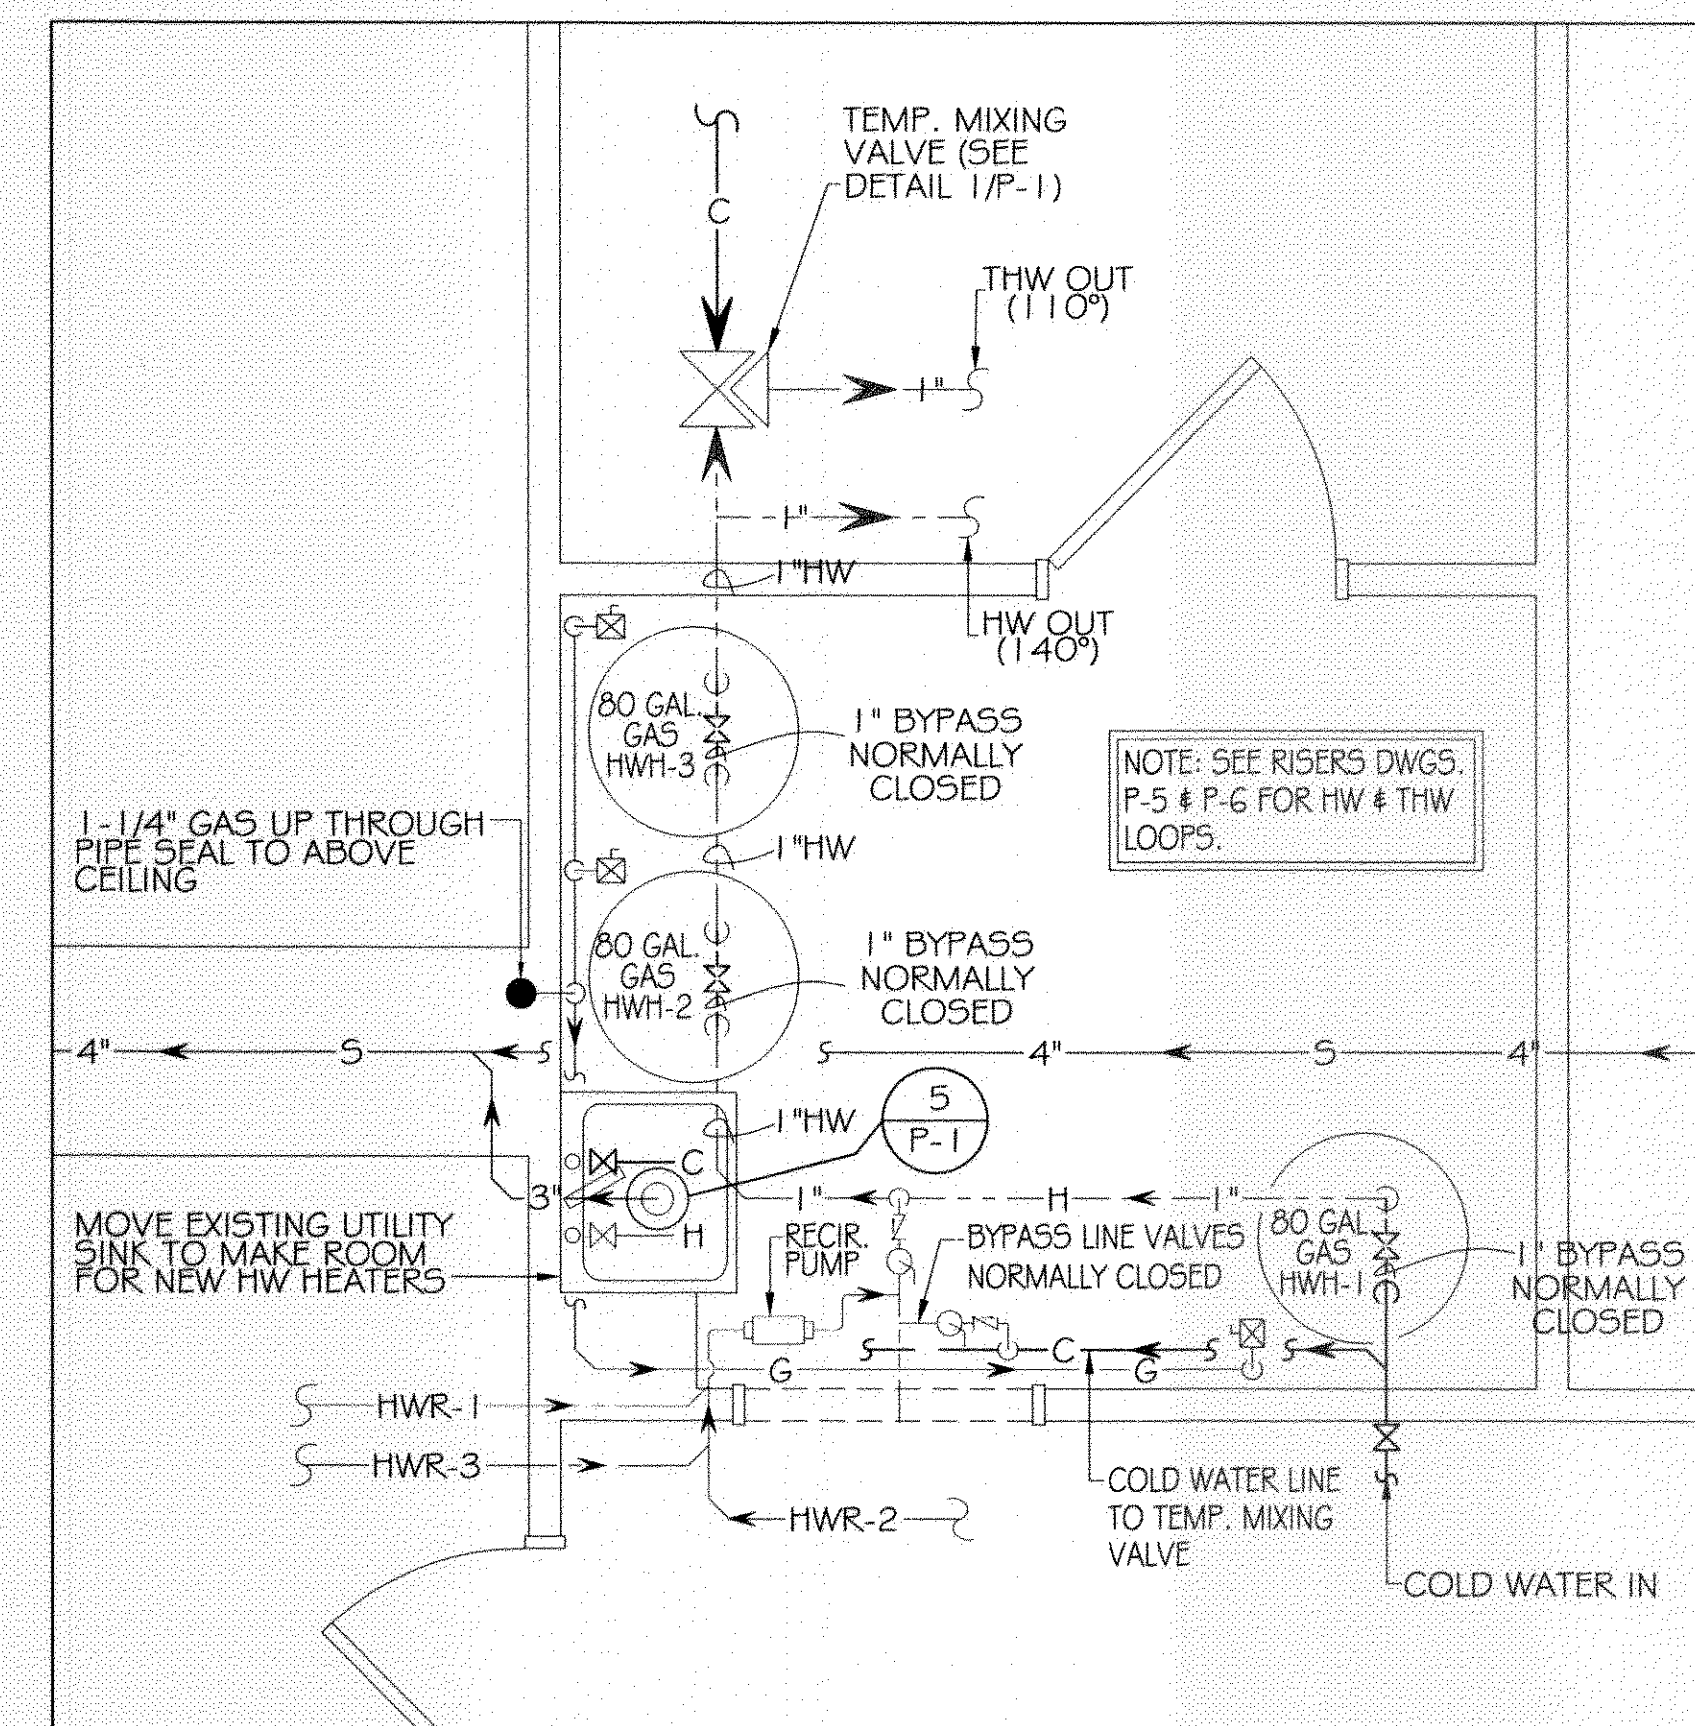 TEMP. MIXING
VALVE (SEE
DETAIL 1/P-1)
C
THW OUT
(110°)
1"
1"
1"HW
HW OUT
(140°)
80 GAL.
GAS
HWH-3
1" BYPASS
NORMALLY
CLOSED
NOTE: SEE RISERS DWGS.
P-5 & P-6 FOR HW & THW
LOOPS.
1-1/4" GAS UP THROUGH
PIPE SEAL TO ABOVE
CEILING
1"HW
80 GAL.
GAS
HWH-2
1" BYPASS
NORMALLY
CLOSED
4" S 4" S 4"
1"HW
5
P-1
C
3"
H
MOVE EXISTING UTILITY
SINK TO MAKE ROOM
FOR NEW HW HEATERS
1" H 1"
RECIR.
PUMP
BYPASS LINE VALVES
NORMALLY CLOSED
80 GAL.
GAS
HWH-1
1" BYPASS
NORMALLY
CLOSED
C
G G
HWR-1
HWR-3
HWR-2
COLD WATER LINE
TO TEMP. MIXING
VALVE
COLD WATER IN